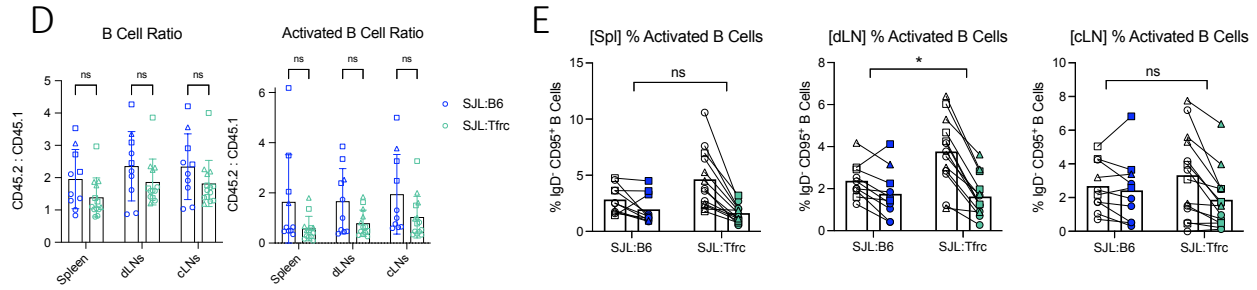 D
B Cell Ratio
ns
ns
ns
CD45.2 : CD45.1
5
4
3
2
1
0
Spleen
dLNs
cLNs
Activated B Cell Ratio
ns
ns
ns
CD45.2 : CD45.1
6
4
2
0
Spleen
dLNs
cLNs
SJL:B6
SJL:Tfrc
E
[Spl] % Activated B Cells
ns
% IgD- CD95+ B Cells
15
10
5
0
SJL:B6
SJL:Tfrc
[dLN] % Activated B Cells
*
% IgD- CD95+ B Cells
8
6
4
2
0
SJL:B6
SJL:Tfrc
[cLN] % Activated B Cells
ns
% IgD- CD95+ B Cells
10
8
6
4
2
0
SJL:B6
SJL:Tfrc